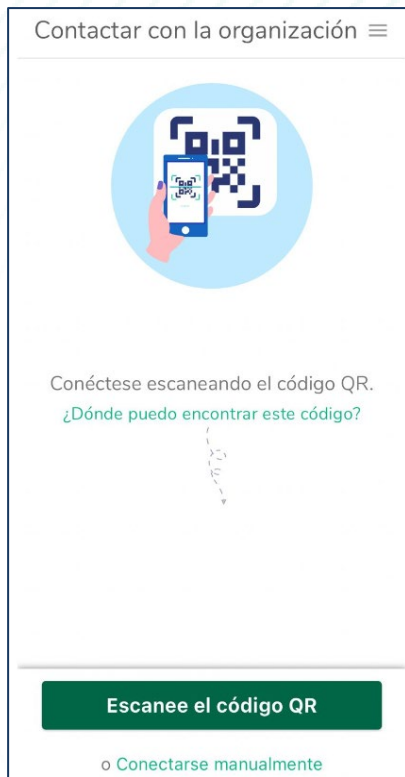 Contactar con la organización
Conéctese escaneando el código QR.
¿Dónde puedo encontrar este código?
Escanee el código QR
o Conectarse manualmente